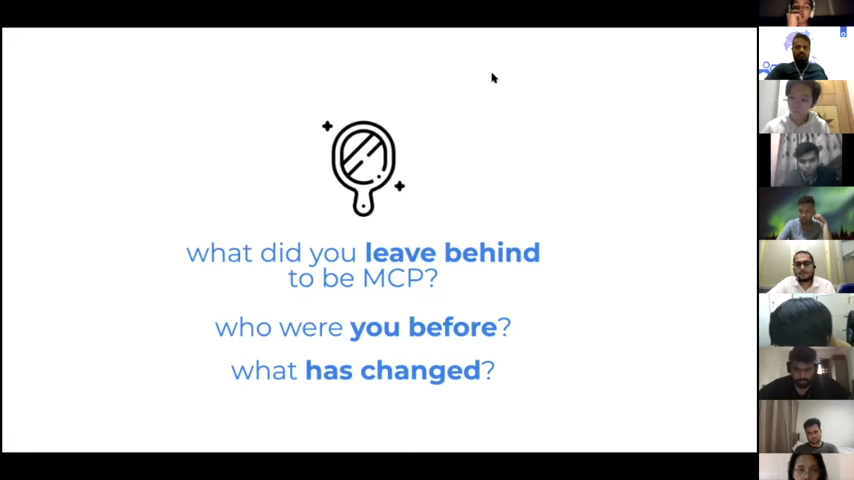 what did you leave behind
to be MCP?
who were you before?
what has changed?